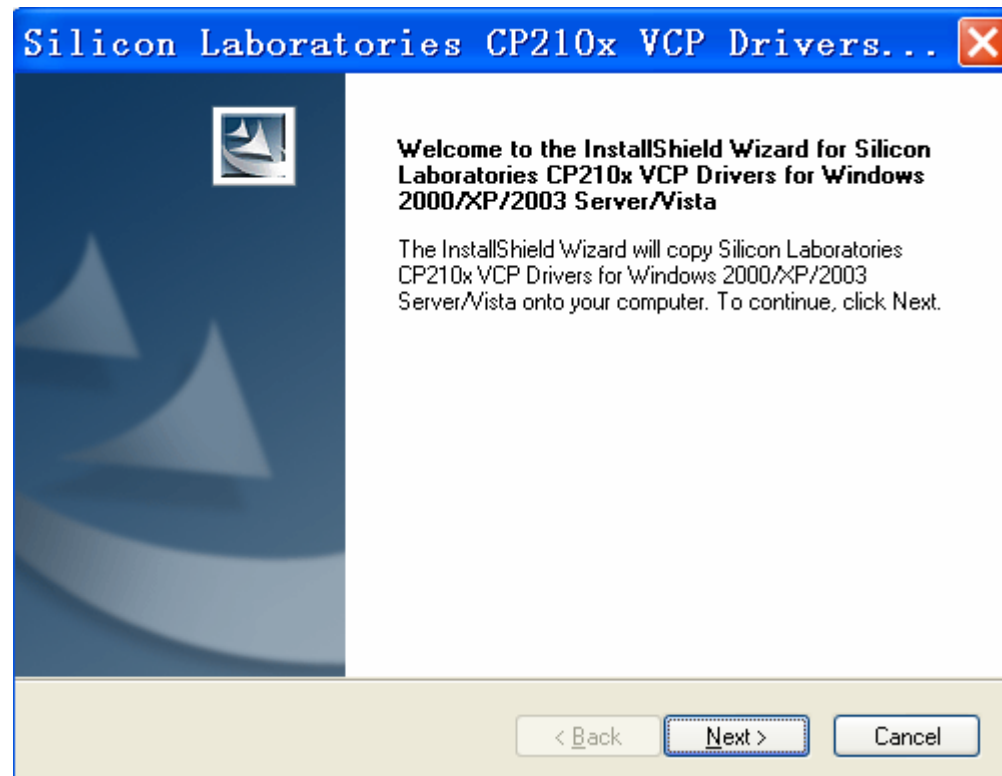 Silicon Laboratories CP210x VCP Drivers...
Welcome to the InstallShield Wizard for Silicon
Laboratories CP210x VCP Drivers for Windows
2000/XP/2003 Server/Vista
The InstallShield Wizard will copy Silicon Laboratories
CP210x VCP Drivers for Windows 2000/XP/2003
Server/Vista onto your computer. To continue, click Next.
< Back Next > Cancel